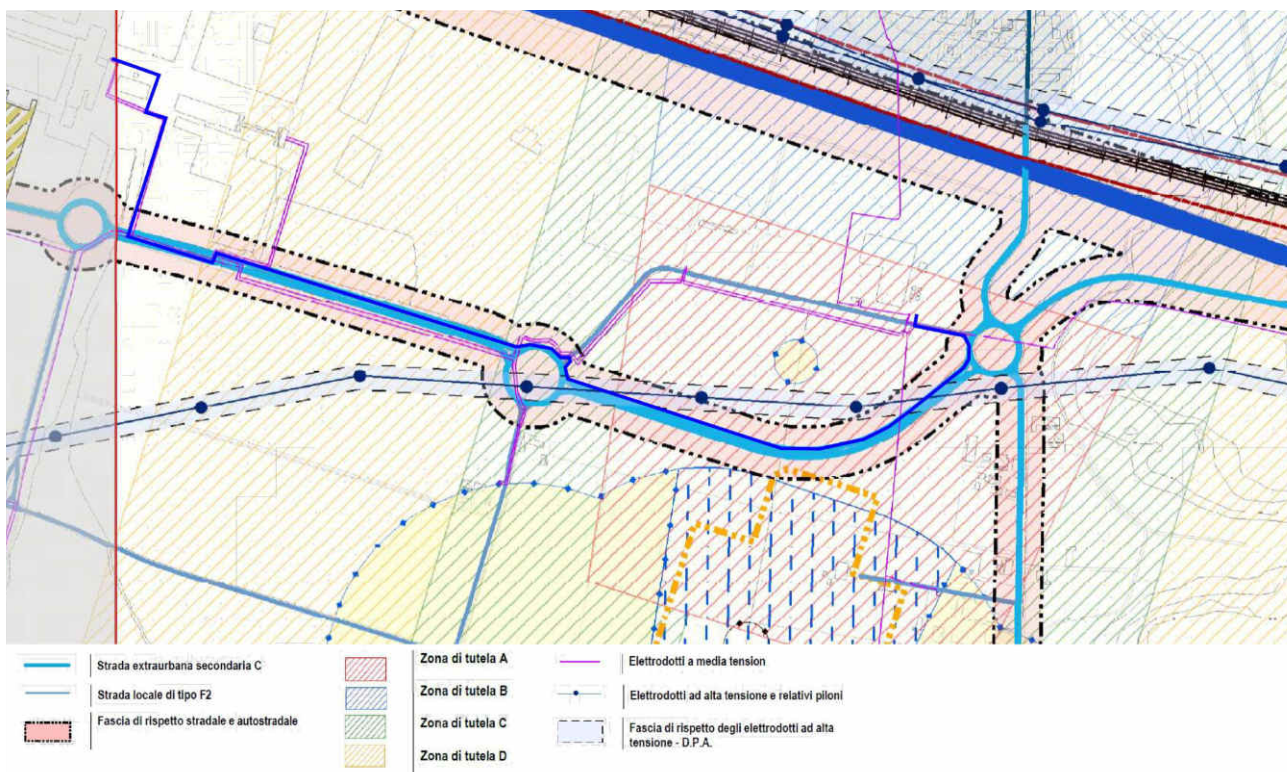 Strada extraurbana secondaria C
Strada locale di tipo F2
Fascia di rispetto stradale e autostradale
Zona di tutela A
Zona di tutela B
Zona di tutela C
Zona di tutela D
Elettrodotti a media tension
Elettrodotti ad alta tensione e relativi piloni
Fascia di rispetto degli elettrodotti ad alta
tensione - D.P.A.